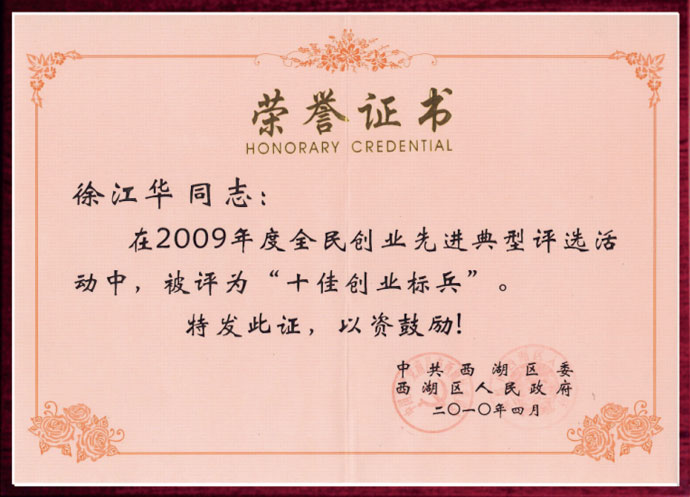 荣誉证书
HONORARY CREDENTIAL
徐江华同志：
在2009年度全民创业先进典型评选活
动中，被评为“十佳创业标兵”。
特发此证，以资鼓励！
中共西湖区委
西湖区人民政府
二〇一〇年四月